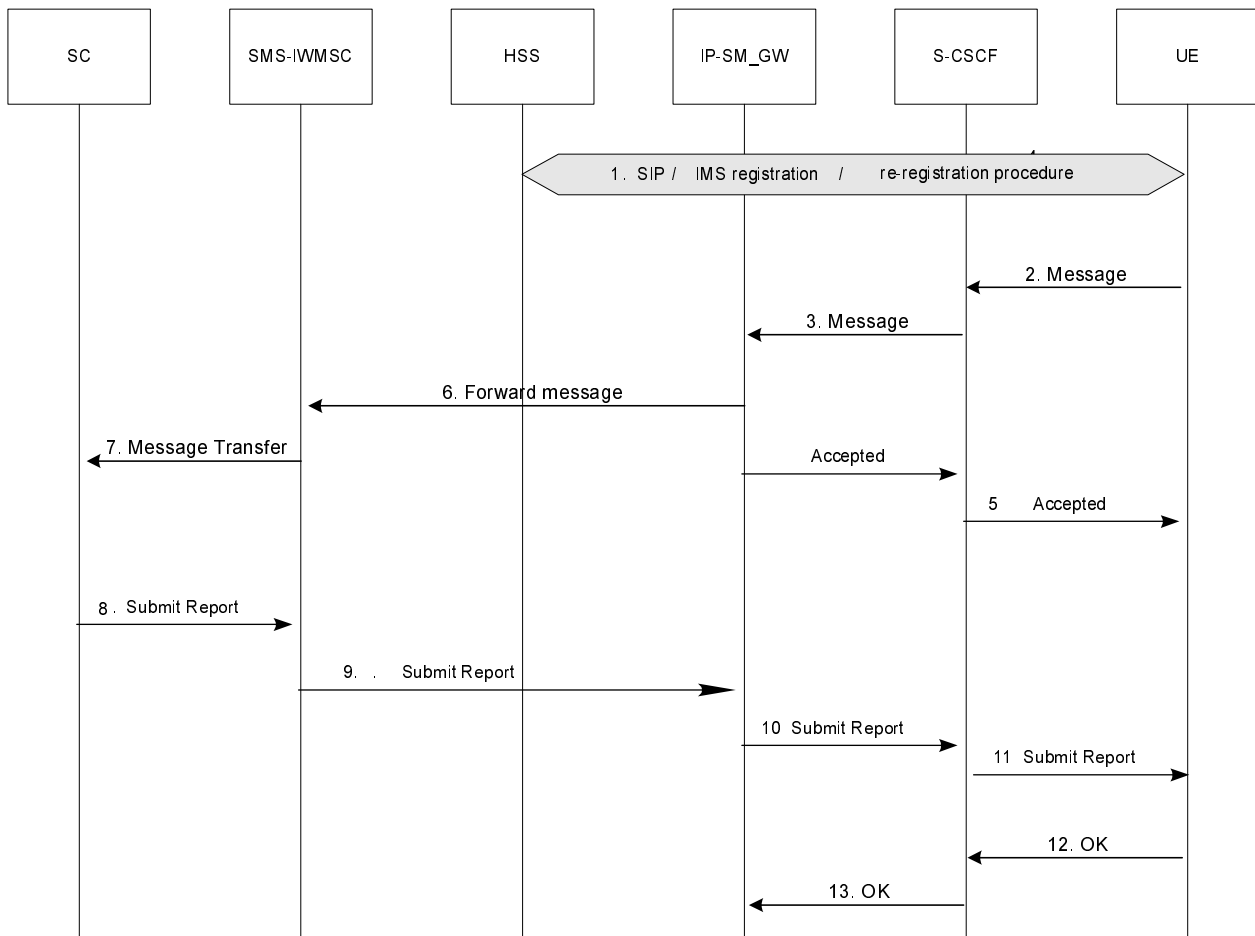 SC
SMS-IWMSC
HSS
IP-SM_GW
S-CSCF
UE
1. SIP / IMS registration / re-registration procedure
2. Message
3. Message
6. Forward message
7. Message Transfer
Accepted
5 Accepted
8 . Submit Report
9. . Submit Report
10 Submit Report
11 Submit Report
12. OK
13. OK